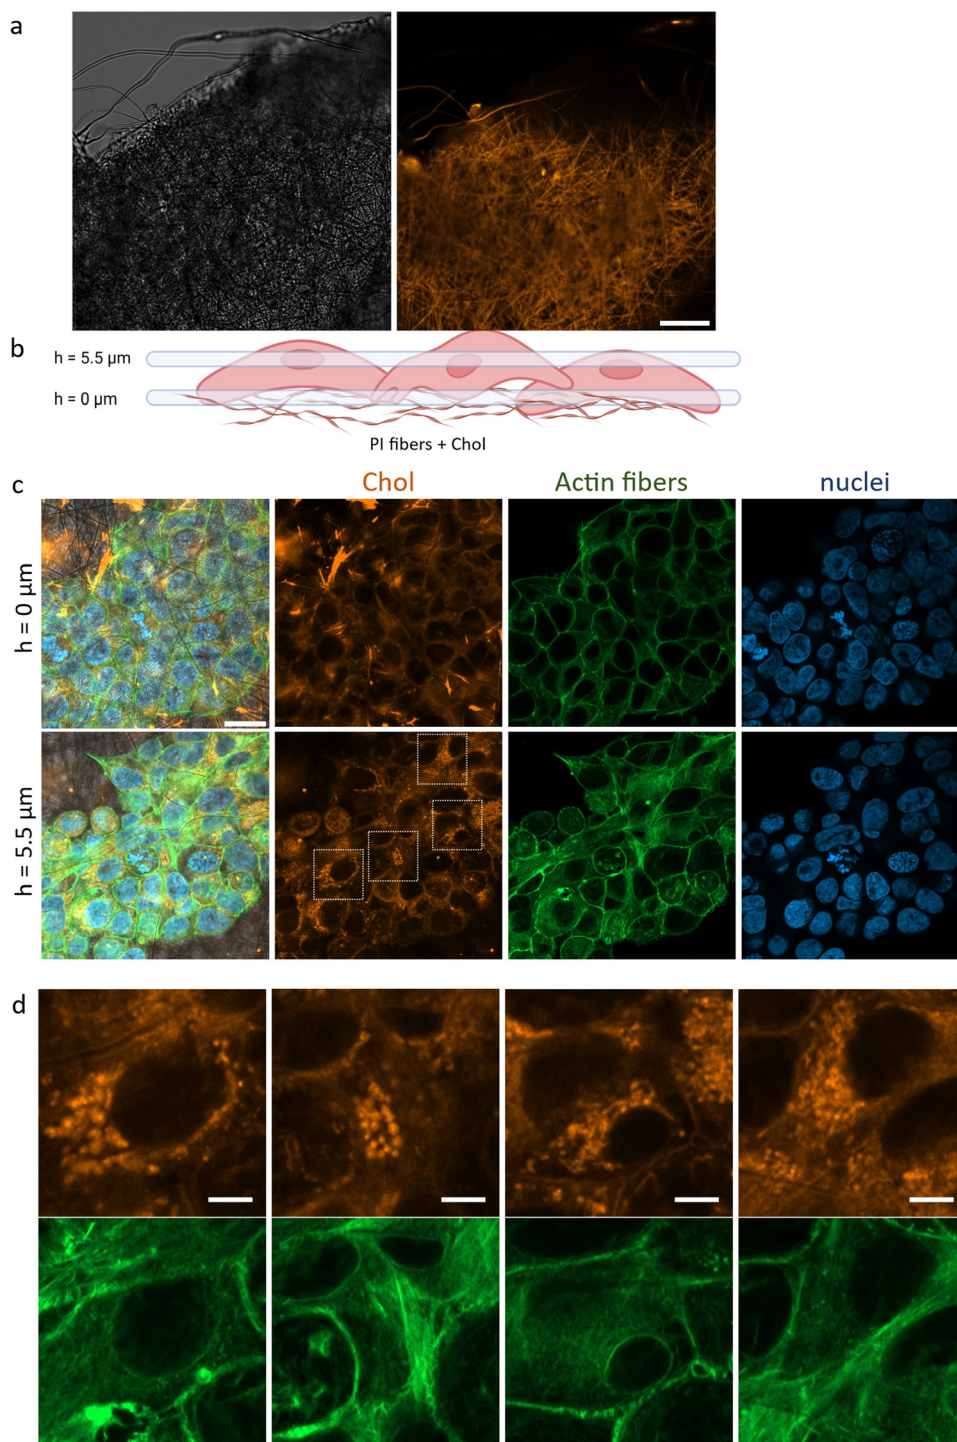 a
b
h = 5.5 µm
h = 0 µm
PI fibers + Chol
c
Chol
Actin fibers
nuclei
h = 0 µm
h = 5.5 µm
d